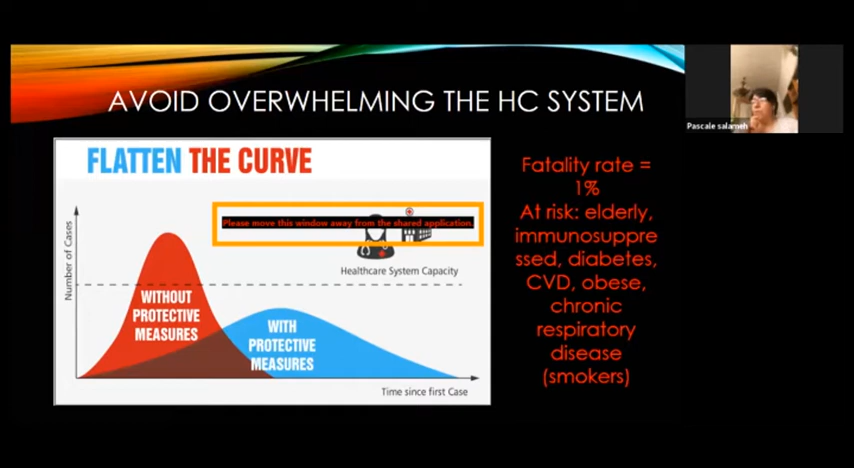 AVOID OVERWHELMING THE HC SYSTEM
Pascale salameh
FLATTEN THE CURVE
Please move this window away from the shared application.
Healthcare System Capacity
Number of Cases
WITHOUT
PROTECTIVE
MEASURES
WITH
PROTECTIVE
MEASURES
Time since first Case
Fatality rate =
1%
At risk: elderly,
immunosuppre
ssed, diabetes,
CVD, obese,
chronic
respiratory
disease
(smokers)